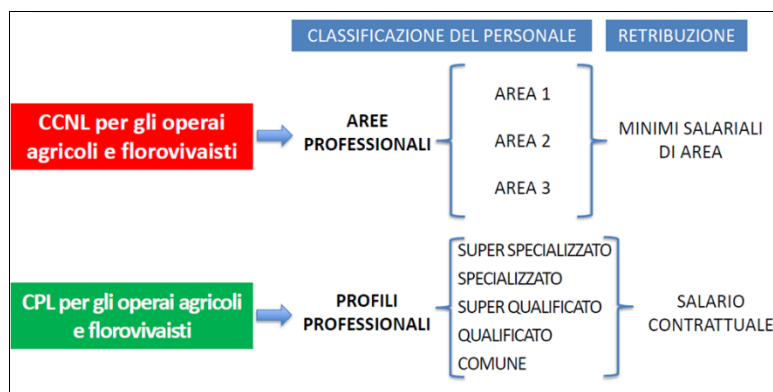 CLASSIFICAZIONE DEL PERSONALE
RETRIBUZIONE
CCNL per gli operai
agricoli e florovivaisti
AREE
PROFESSIONALI
AREA 1
AREA 2
AREA 3
MINIMI SALARIALI
DI AREA
CPL per gli operai agricoli
e florovivaisti
PROFILI
PROFESSIONALI
SUPER SPECIALIZZATO
SPECIALIZZATO
SUPER QUALIFICATO
QUALIFICATO
COMUNE
SALARIO
CONTRATTUALE